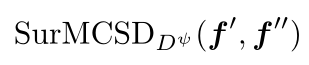 SurMCSD_{D^ψ}(𝒇′, 𝒇″)